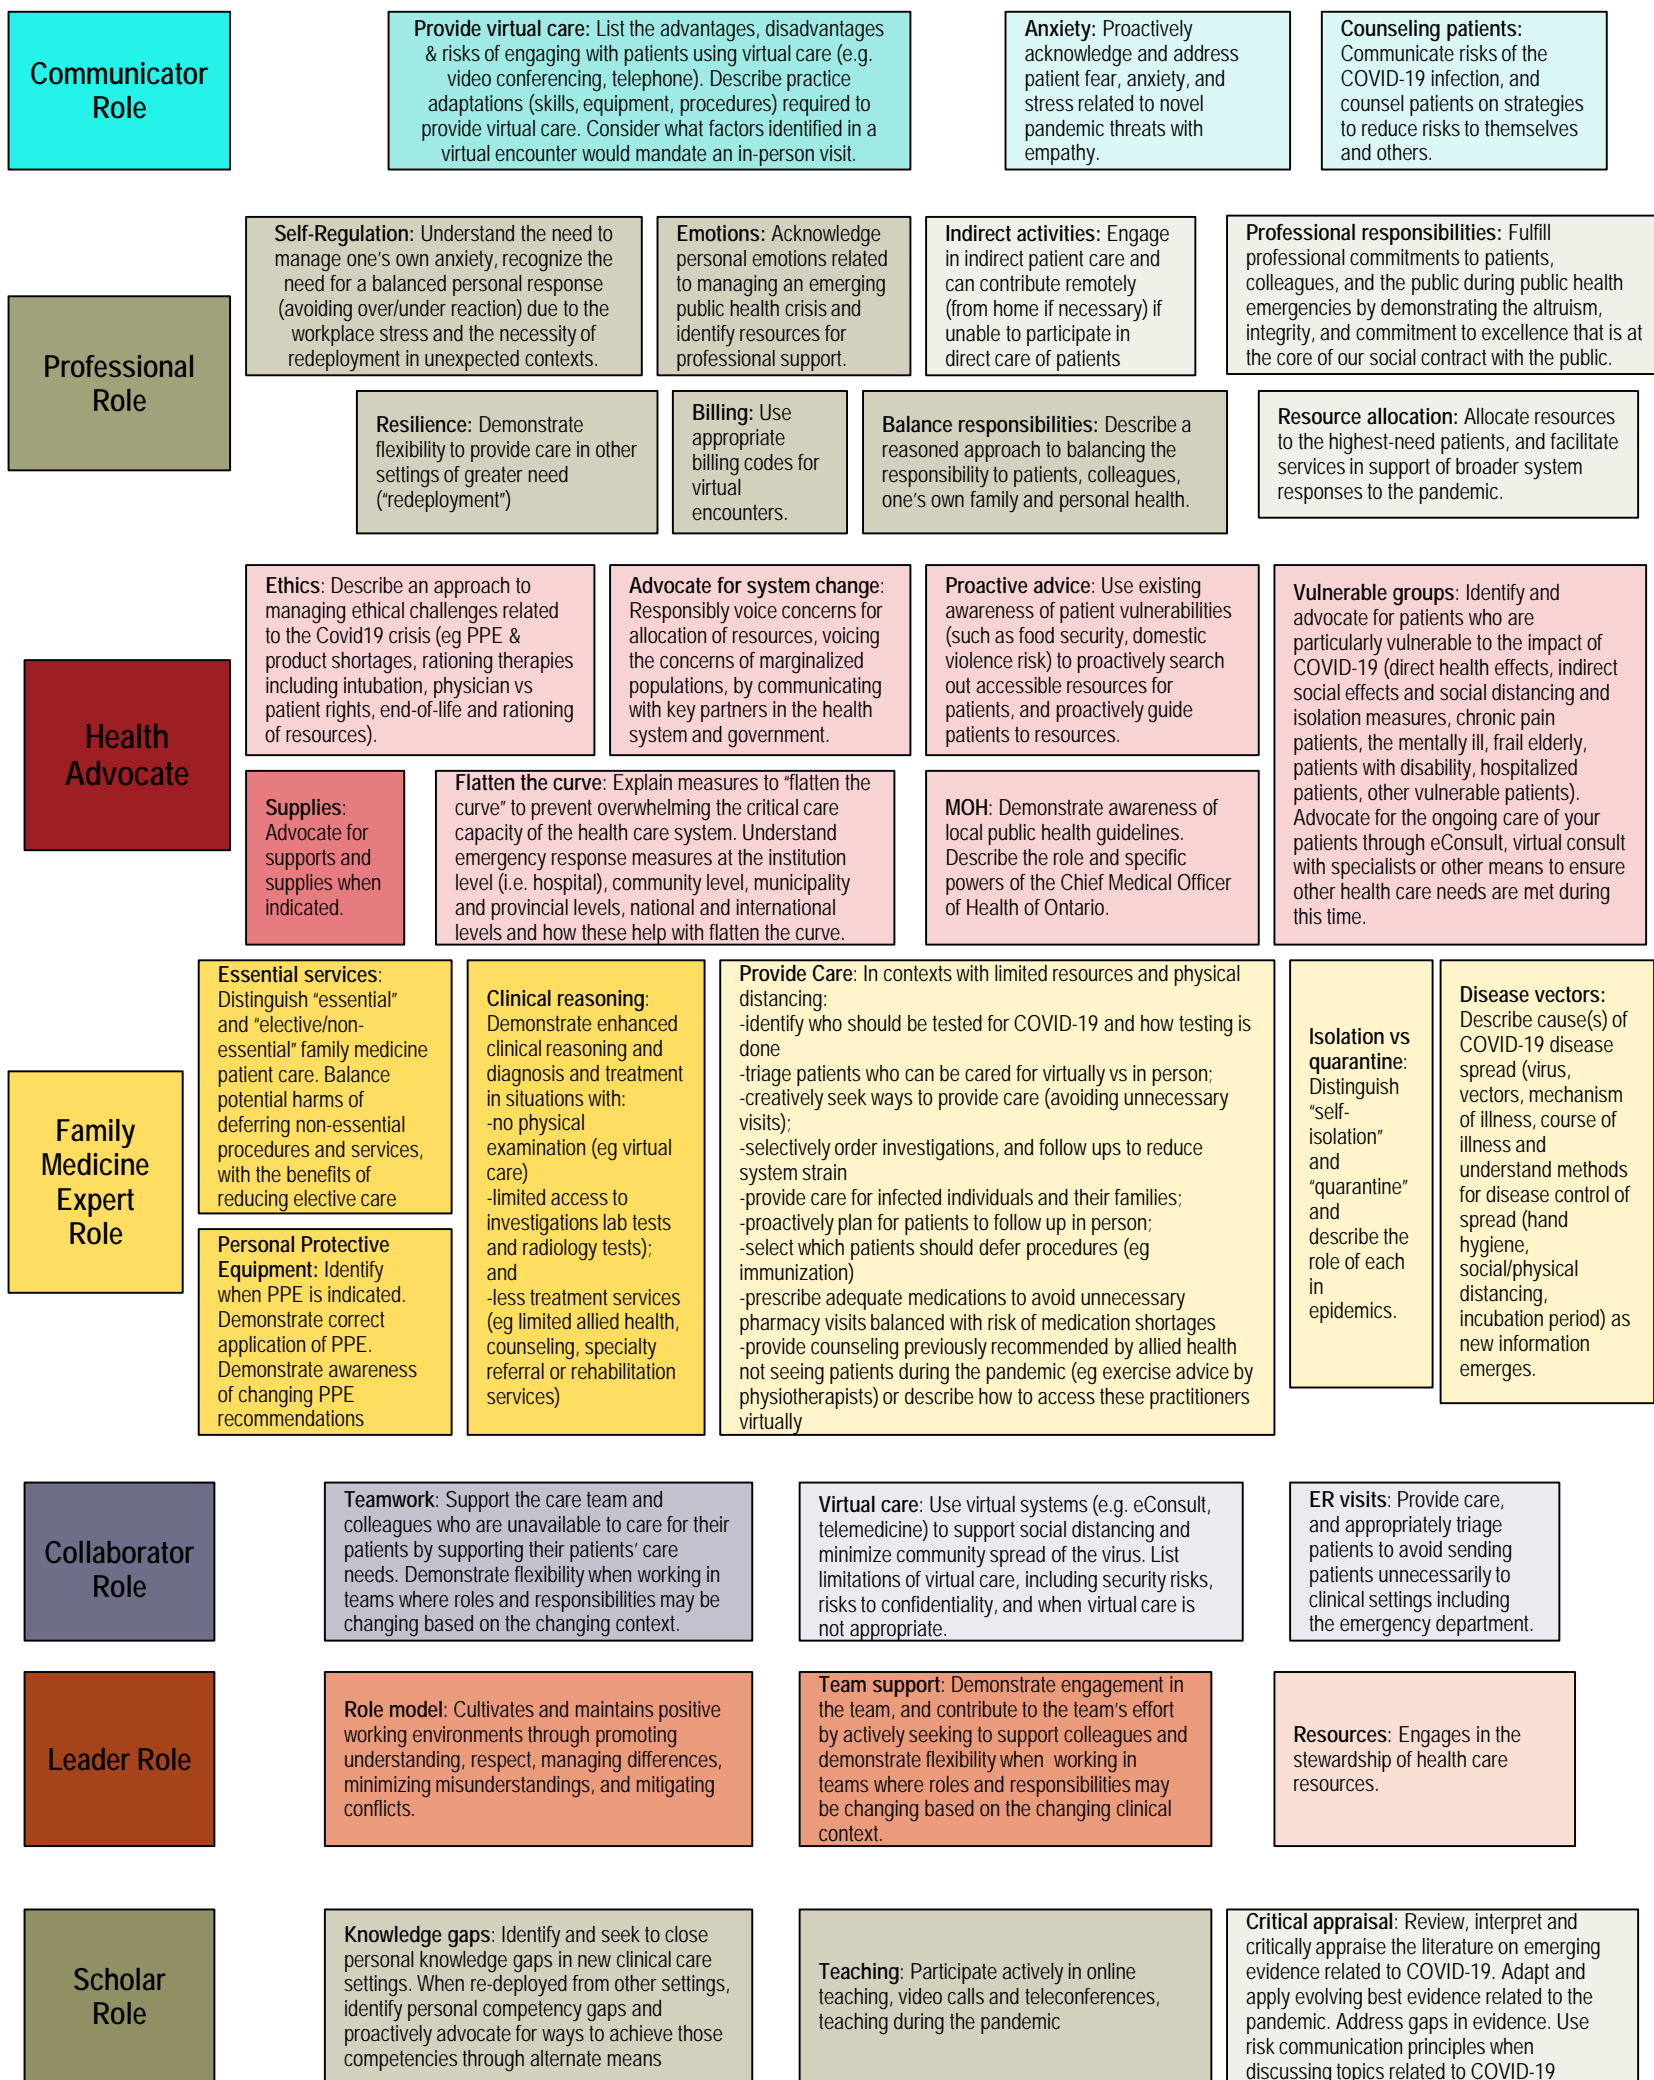 Communicator
Role
Provide virtual care: List the advantages, disadvantages
& risks of engaging with patients using virtual care (e.g.
video conferencing, telephone). Describe practice
adaptations (skills, equipment, procedures) required to
provide virtual care. Consider what factors identified in a
virtual encounter would mandate an in-person visit.
Anxiety: Proactively
acknowledge and address
patient fear, anxiety, and
stress related to novel
pandemic threats with
empathy.
Counseling patients:
Communicate risks of the
COVID-19 infection, and
counsel patients on strategies
to reduce risks to themselves
and others.
Professional
Role
Self-Regulation: Understand the need to
manage one's own anxiety, recognize the
need for a balanced personal response
(avoiding over/under reaction) due to the
workplace stress and the necessity of
redeployment in unexpected contexts.
Emotions: Acknowledge
personal emotions related
to managing an emerging
public health crisis and
identify resources for
professional support.
Indirect activities: Engage
in indirect patient care and
can contribute remotely
(from home if necessary) if
unable to participate in
direct care of patients
Professional responsibilities: Fulfill
professional commitments to patients,
colleagues, and the public during public health
emergencies by demonstrating the altruism,
integrity, and commitment to excellence that is at
the core of our social contract with the public.
Resilience: Demonstrate
flexibility to provide care in other
settings of greater need
("redeployment")
Billing: Use
appropriate
billing codes for
virtual
encounters.
Balance responsibilities: Describe a
reasoned approach to balancing the
responsibility to patients, colleagues,
one's own family and personal health.
Resource allocation: Allocate resources
to the highest-need patients, and facilitate
services in support of broader system
responses to the pandemic.
Health
Advocate
Ethics: Describe an approach to
managing ethical challenges related
to the Covid19 crisis (eg PPE &
product shortages, rationing therapies
including intubation, physician vs
patient rights, end-of-life and rationing
of resources).
Advocate for system change:
Responsibly voice concerns for
allocation of resources, voicing
the concerns of marginalized
populations, by communicating
with key partners in the health
system and government.
Proactive advice: Use existing
awareness of patient vulnerabilities
(such as food security, domestic
violence risk) to proactively search
out accessible resources for
patients, and proactively guide
patients to resources.
Vulnerable groups: Identify and
advocate for patients who are
particularly vulnerable to the impact of
COVID-19 (direct health effects, indirect
social effects and social distancing and
isolation measures, chronic pain
patients, the mentally ill, frail elderly,
patients with disability, hospitalized
patients, other vulnerable patients).
Advocate for the ongoing care of your
patients through eConsult, virtual consult
with specialists or other means to ensure
other health care needs are met during
this time.
Supplies:
Advocate for
supports and
supplies when
indicated.
Flatten the curve: Explain measures to "flatten the
curve" to prevent overwhelming the critical care
capacity of the health care system. Understand
emergency response measures at the institution
level (i.e. hospital), community level, municipality
and provincial levels, national and international
levels and how these help with flatten the curve.
MOH: Demonstrate awareness of
local public health guidelines.
Describe the role and specific
powers of the Chief Medical Officer
of Health of Ontario.
Family
Medicine
Expert
Role
Essential services:
Distinguish "essential"
and "elective/non-
essential" family medicine
patient care. Balance
potential harms of
deferring non-essential
procedures and services,
with the benefits of
reducing elective care
Personal Protective
Equipment: Identify
when PPE is indicated.
Demonstrate correct
application of PPE.
Demonstrate awareness
of changing PPE
recommendations
Clinical reasoning:
Demonstrate enhanced
clinical reasoning and
diagnosis and treatment
in situations with:
-no physical
examination (eg virtual
care)
-limited access to
investigations lab tests
and radiology tests);
and
-less treatment services
(eg limited allied health,
counseling, specialty
referral or rehabilitation
services)
Provide Care: In contexts with limited resources and physical
distancing:
-identify who should be tested for COVID-19 and how testing is
done
-triage patients who can be cared for virtually vs in person;
-creatively seek ways to provide care (avoiding unnecessary
visits);
-selectively order investigations, and follow ups to reduce
system strain
-provide care for infected individuals and their families;
-proactively plan for patients to follow up in person;
-select which patients should defer procedures (eg
immunization)
-prescribe adequate medications to avoid unnecessary
pharmacy visits balanced with risk of medication shortages
-provide counseling previously recommended by allied health
not seeing patients during the pandemic (eg exercise advice by
physiotherapists) or describe how to access these practitioners
virtually
Isolation vs
quarantine:
Distinguish
"self-
isolation"
and
"quarantine"
and
describe the
role of each
in
epidemics.
Disease vectors:
Describe cause(s) of
COVID-19 disease
spread (virus,
vectors, mechanism
of illness, course of
illness and
understand methods
for disease control of
spread (hand
hygiene,
social/physical
distancing,
incubation period) as
new information
emerges.
Collaborator
Role
Teamwork: Support the care team and
colleagues who are unavailable to care for their
patients by supporting their patients' care
needs. Demonstrate flexibility when working in
teams where roles and responsibilities may be
changing based on the changing context.
Virtual care: Use virtual systems (e.g. eConsult,
telemedicine) to support social distancing and
minimize community spread of the virus. List
limitations of virtual care, including security risks,
risks to confidentiality, and when virtual care is
not appropriate.
ER visits: Provide care,
and appropriately triage
patients to avoid sending
patients unnecessarily to
clinical settings including
the emergency department.
Leader Role
Role model: Cultivates and maintains positive
working environments through promoting
understanding, respect, managing differences,
minimizing misunderstandings, and mitigating
conflicts.
Team support: Demonstrate engagement in
the team, and contribute to the team's effort
by actively seeking to support colleagues and
demonstrate flexibility when working in
teams where roles and responsibilities may
be changing based on the changing clinical
context.
Resources: Engages in the
stewardship of health care
resources.
Scholar
Role
Knowledge gaps: Identify and seek to close
personal knowledge gaps in new clinical care
settings. When re-deployed from other settings,
identify personal competency gaps and
proactively advocate for ways to achieve those
competencies through alternate means
Teaching: Participate actively in online
teaching, video calls and teleconferences,
teaching during the pandemic
Critical appraisal: Review, interpret and
critically appraise the literature on emerging
evidence related to COVID-19. Adapt and
apply evolving best evidence related to the
pandemic. Address gaps in evidence. Use
risk communication principles when
discussing topics related to COVID-19